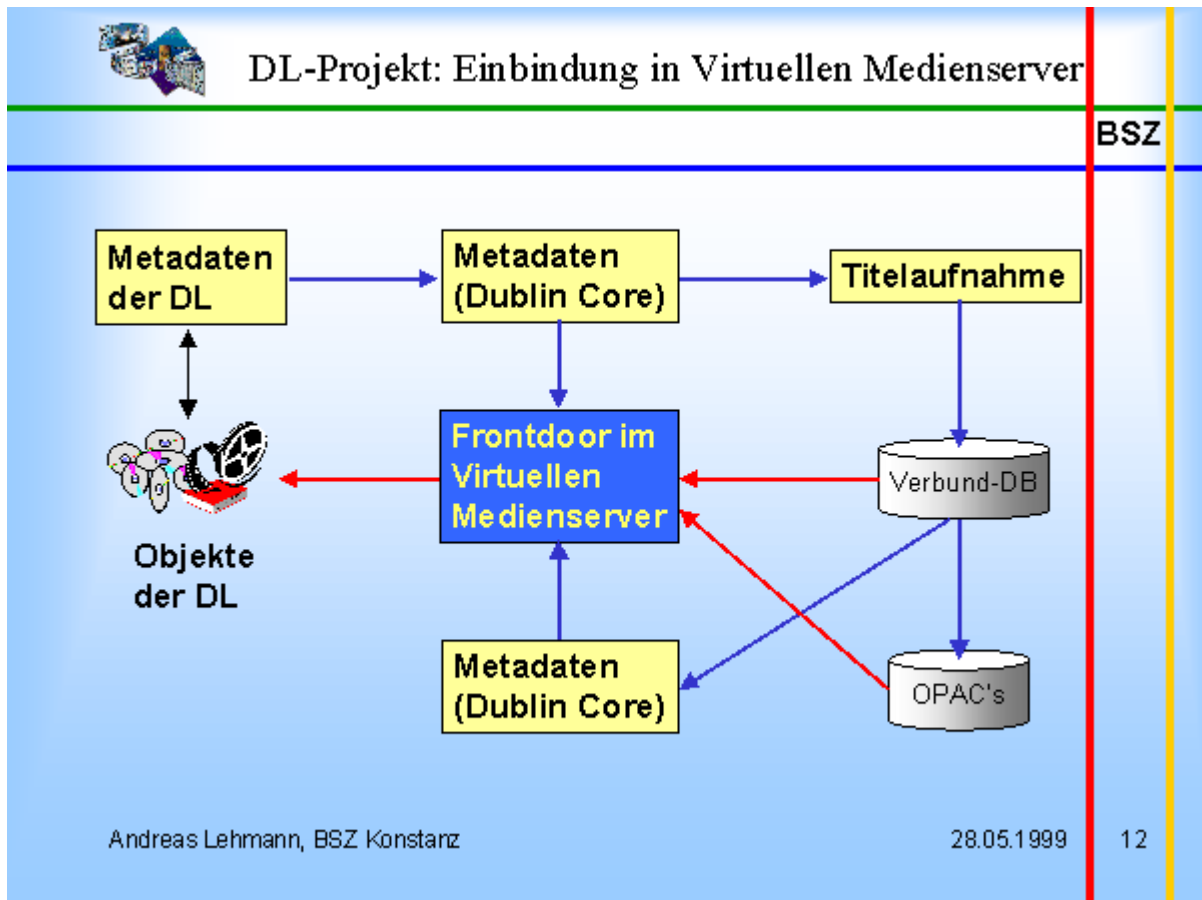 DL-Projekt: Einbindung in Virtuellen Medienserver
BSZ
Metadaten
der DL
Metadaten
(Dublin Core)
Titelaufnahme
Frontdoor im
Virtuellen
Medienserver
Verbund-DB
Objekte
der DL
Metadaten
(Dublin Core)
OPAC's
Andreas Lehmann, BSZ Konstanz
28.05.1999
12